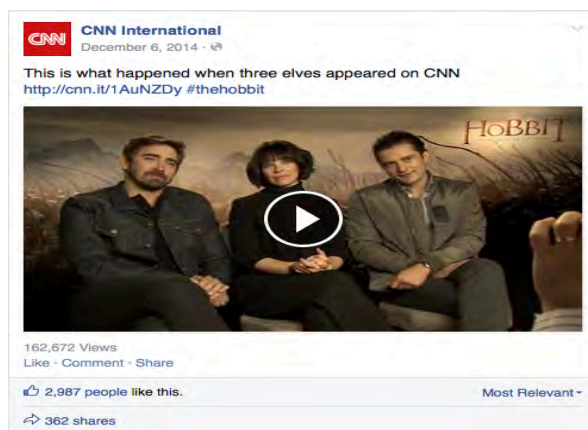 CNN
CNN International
December 6, 2014 ·
This is what happened when three elves appeared on CNN
http://cnn.it/1AuNZDy #thehobbit
HOBBIT
162,672 Views
Like · Comment · Share
2,987 people like this.
Most Relevant
362 shares